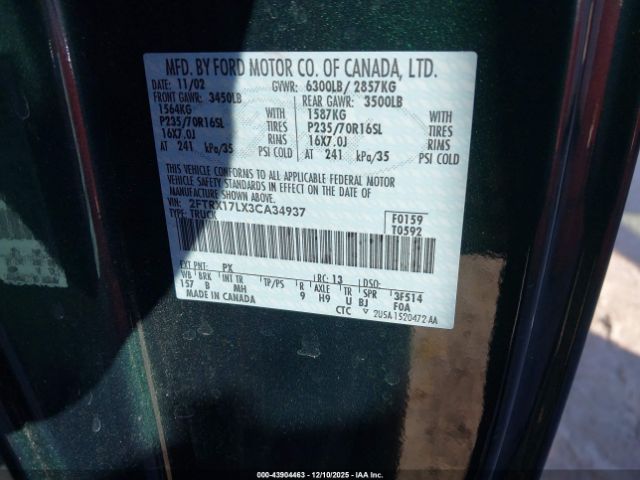 MFD. BY FORD MOTOR CO. OF CANADA, LTD.
DATE: 11/02 GVWR: 6300LB/ 2857KG
FRONT GAWR: 3450LB REAR GAWR: 3500LB
1564KG WITH 1587KG WITH
P235/70R16SL TIRES P235/70R16SL TIRES
16X7.0J RIMS 16X7.0J RIMS
AT 241 kPa/35 PSI COLD AT 241 kPa/35 PSI COLD
THIS VEHICLE CONFORMS TO ALL APPLICABLE FEDERAL MOTOR
VEHICLE SAFETY STANDARDS IN EFFECT ON THE DATE OF
MANUFACTURE SHOWN ABOVE.
VIN: 2FTRX17LX3CA34937 F0159
TYPE: TRUCK T0592
EXT PNT: PX RC: 13 DSO:
WB BRK INT TR TP/PS R AXLE TR SPR 3F514
157 B MH 9 H9 U BJ F0A
MADE IN CANADA CTC 2U5A-1520472-AA
000-43904463 - 12/10/2025 - IAAI.com